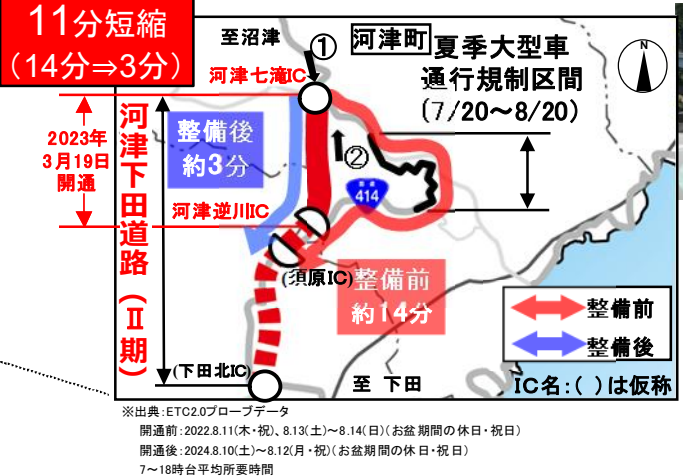 11分短縮
(14分⇒3分)
至沼津
①
河津町
夏季大型車
通行規制区間
(7/20～8/20)
N
河津七滝IC
2023年
3月19日
開通
河津下田道路(Ⅱ期)
整備後
約3分
②
414
河津逆川IC
(須原IC)
整備前
約14分
整備前
整備後
(下田北IC)
至 下田
IC名:( )は仮称
※出典:ETC2.0プローブデータ
開通前:2022.8.11(木・祝)、8.13(土)～8.14(日)(お盆期間の休日・祝日)
開通後:2024.8.10(土)～8.12(月・祝)(お盆期間の休日・祝日)
7～18時台平均所要時間